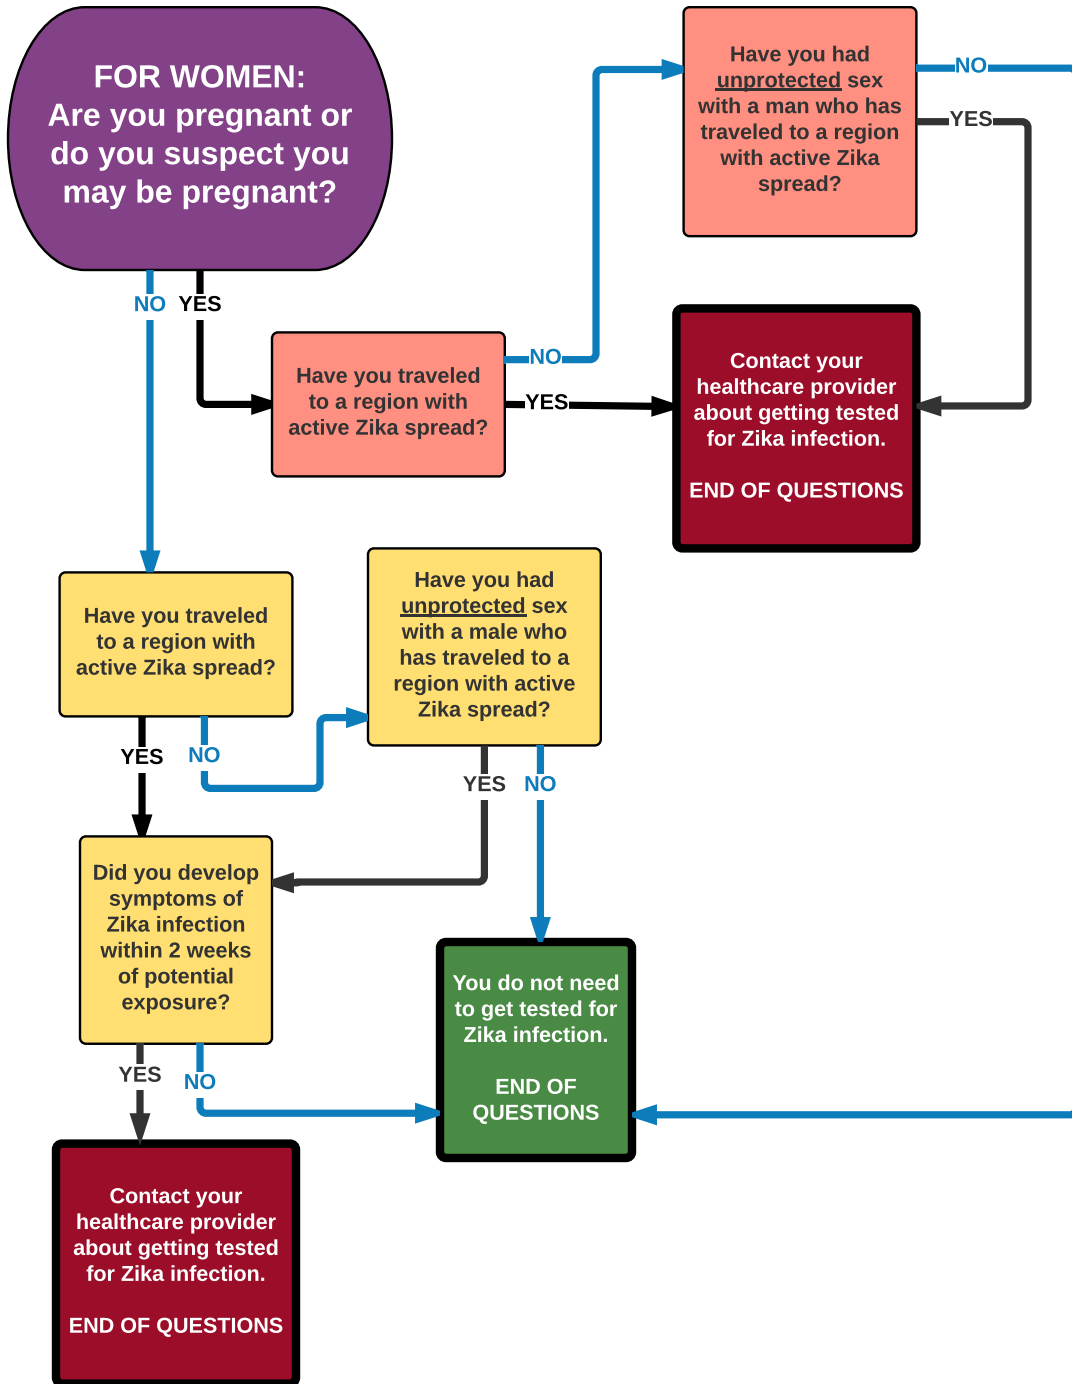 FOR WOMEN:
Are you pregnant or
do you suspect you
may be pregnant?
NO
YES
Have you traveled
to a region with
active Zika spread?
NO
YES
Have you had
unprotected sex
with a man who has
traveled to a region
with active Zika
spread?
NO
YES
Contact your
healthcare provider
about getting tested
for Zika infection.
END OF QUESTIONS
Have you traveled
to a region with
active Zika spread?
YES
NO
Have you had
unprotected sex
with a male who
has traveled to a
region with active
Zika spread?
YES
NO
Did you develop
symptoms of
Zika infection
within 2 weeks
of potential
exposure?
YES
NO
You do not need
to get tested for
Zika infection.
END OF
QUESTIONS
Contact your
healthcare provider
about getting tested
for Zika infection.
END OF QUESTIONS